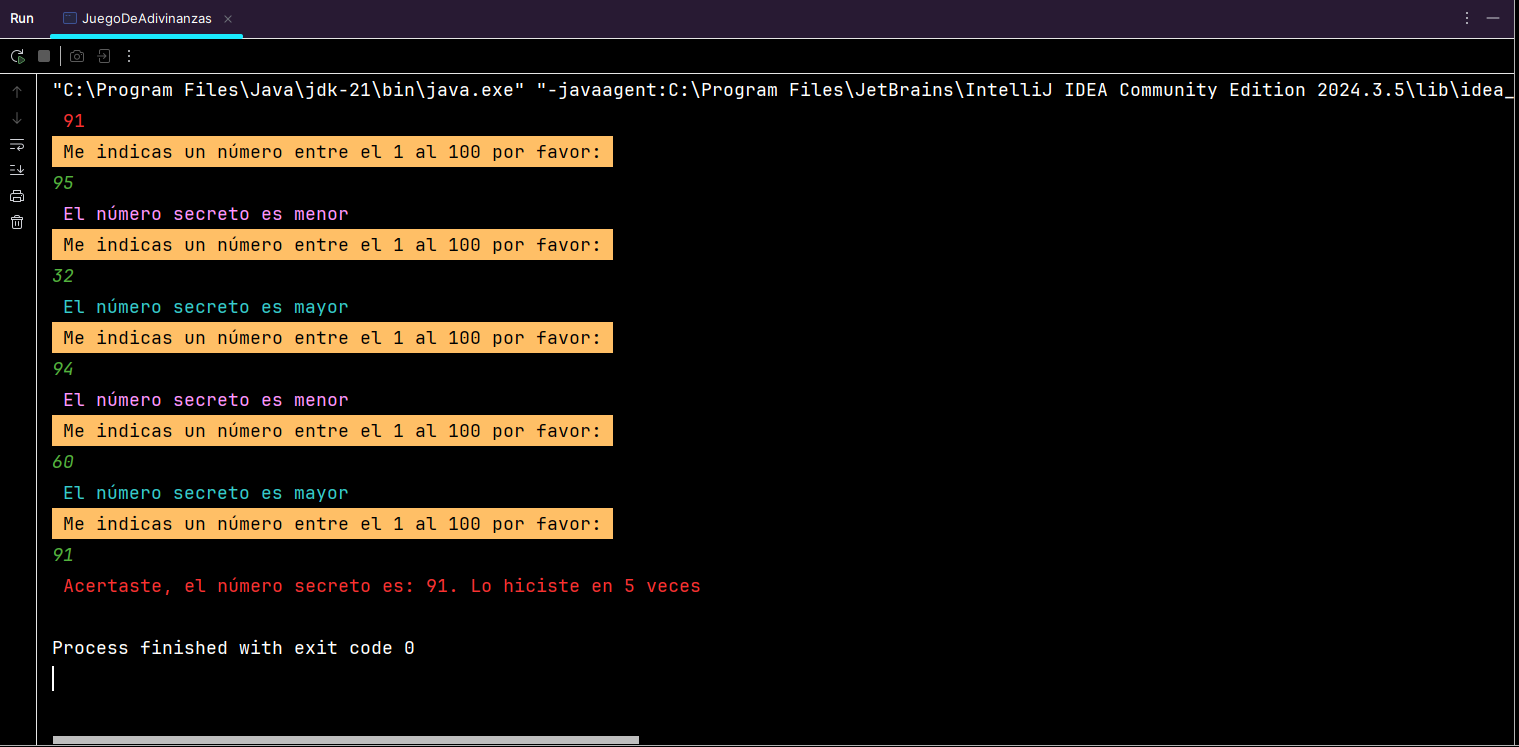 Run JuegoDeAdivinanzas
"C:\Program Files\Java\jdk-21\bin\java.exe" "-javaagent:C:\Program Files\JetBrains\IntelliJ IDEA Community Edition 2024.3.5\lib\idea_
91
Me indicas un número entre el 1 al 100 por favor:
95
El número secreto es menor
Me indicas un número entre el 1 al 100 por favor:
32
El número secreto es mayor
Me indicas un número entre el 1 al 100 por favor:
94
El número secreto es menor
Me indicas un número entre el 1 al 100 por favor:
60
El número secreto es mayor
Me indicas un número entre el 1 al 100 por favor:
91
Acertaste, el número secreto es: 91. Lo hiciste en 5 veces
Process finished with exit code 0